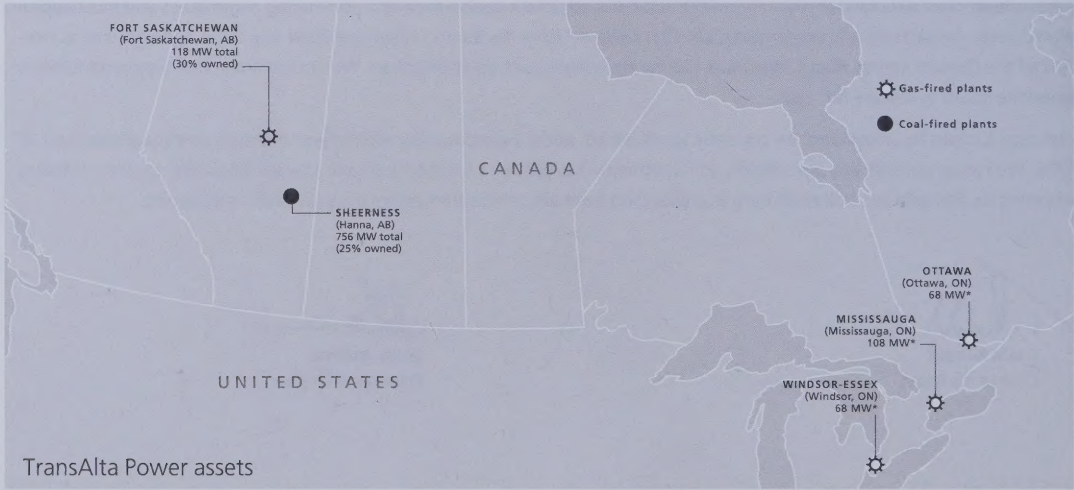 FORT SASKATCHEWAN
(Fort Saskatchewan, AB)
118 MW total
(30% owned)
Gas-fired plants
Coal-fired plants
CANADA
SHEERNESS
(Hanna, AB)
756 MW total
(25% owned)
OTTAWA
(Ottawa, ON)
68 MW*
MISSISSAUGA
(Mississauga, ON)
108 MW*
UNITED STATES
WINDSOR-ESSEX
(Windsor, ON)
68 MW*
TransAlta Power assets